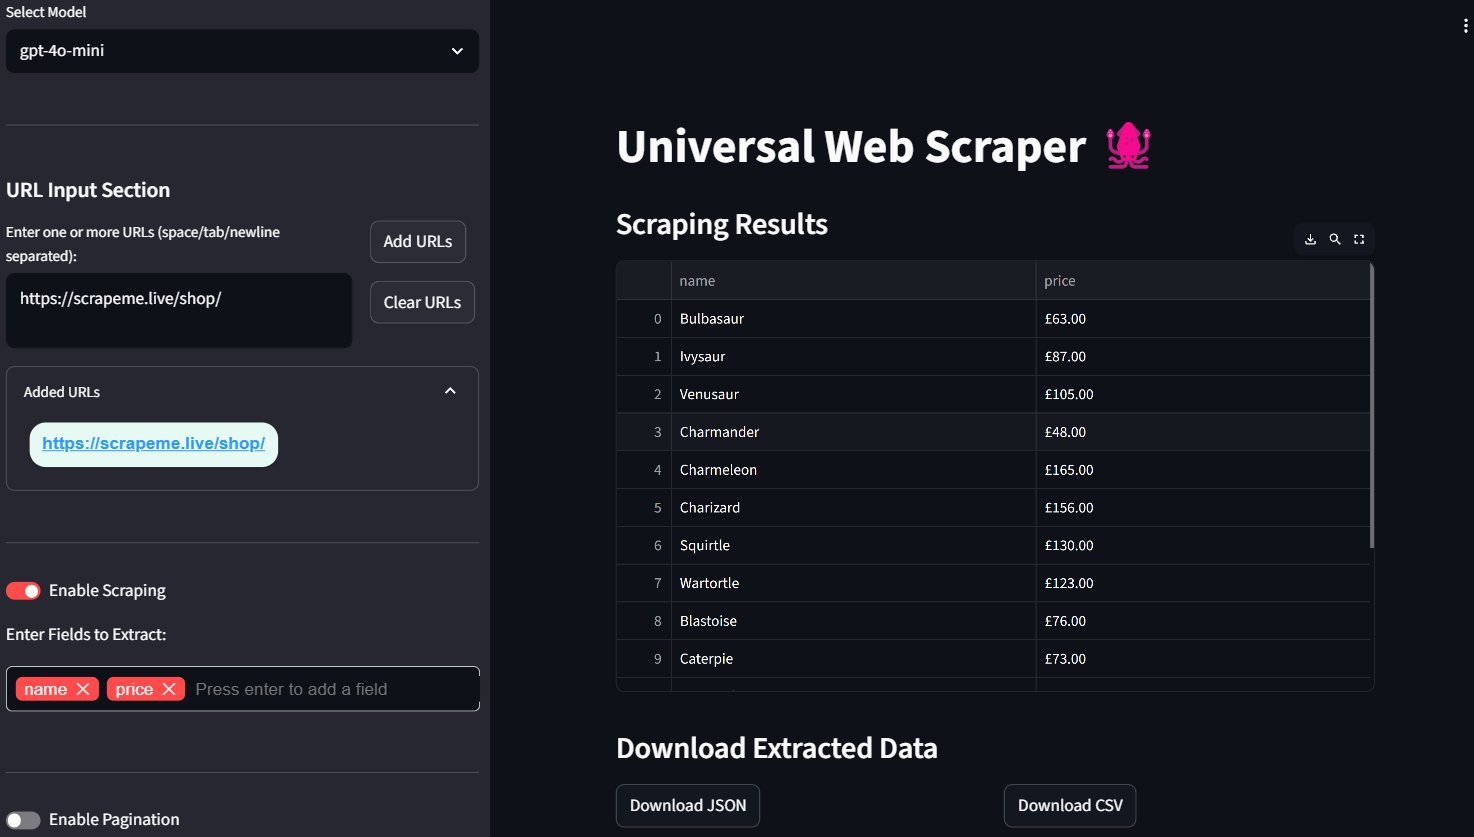 Select Model
gpt-4o-mini
URL Input Section
Enter one or more URLs (space/tab/newline
separated):
Add URLs
https://scrapeme.live/shop/
Clear URLs
Added URLs
https://scrapeme.live/shop/
Enable Scraping
Enter Fields to Extract:
name price Press enter to add a field
Enable Pagination
Universal Web Scraper
Scraping Results
name price
0 Bulbasaur £63.00
1 Ivysaur £87.00
2 Venusaur £105.00
3 Charmander £48.00
4 Charmeleon £165.00
5 Charizard £156.00
6 Squirtle £130.00
7 Wartortle £123.00
8 Blastoise £76.00
9 Caterpie £73.00
Download Extracted Data
Download JSON Download CSV